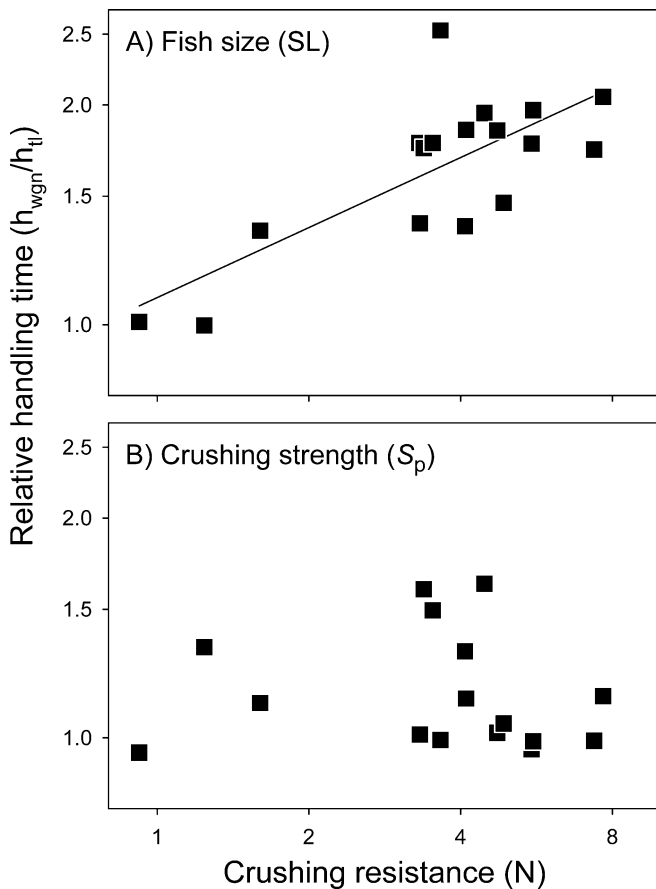 A) Fish size (SL)
2.5
2.0
1.5
1.0
Relative handling time (hwgn/htl)
B) Crushing strength (Sp)
2.5
2.0
1.5
1.0
1 2 4 8
Crushing resistance (N)